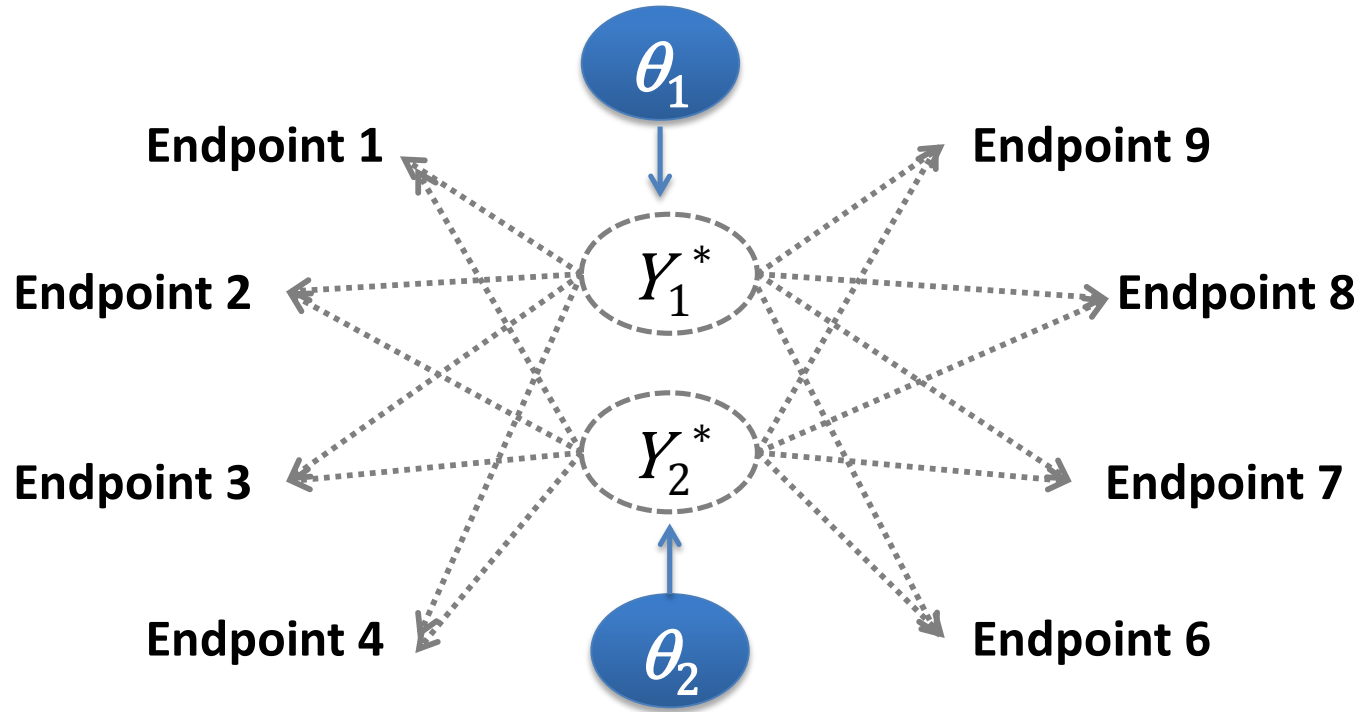 θ1
Endpoint 1
Endpoint 9
Y1*
Endpoint 2
Endpoint 8
Y2*
Endpoint 3
Endpoint 7
Endpoint 4
Endpoint 6
θ2